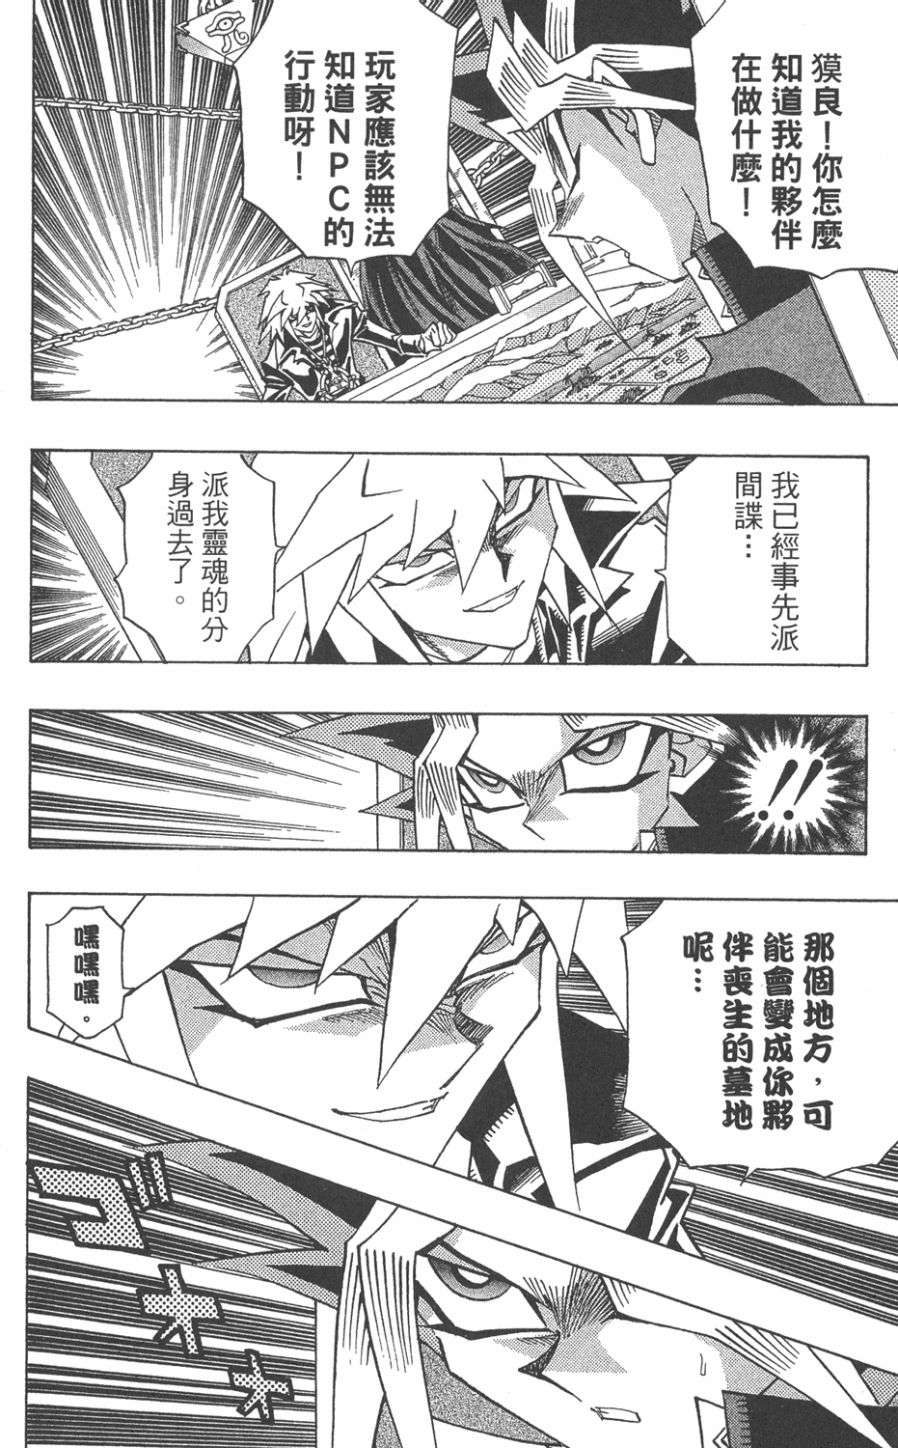 獏良！你怎麼
知道我的夥伴
在做什麼！
玩家應該無法
知道NPC的
行動呀！
我已經事先派
間諜…
派我靈魂的分
身過去了。
!!
那個地方，可
能會變成你夥
伴喪生的墓地
呢…
嘿嘿嘿。
ゴ
オ
オ